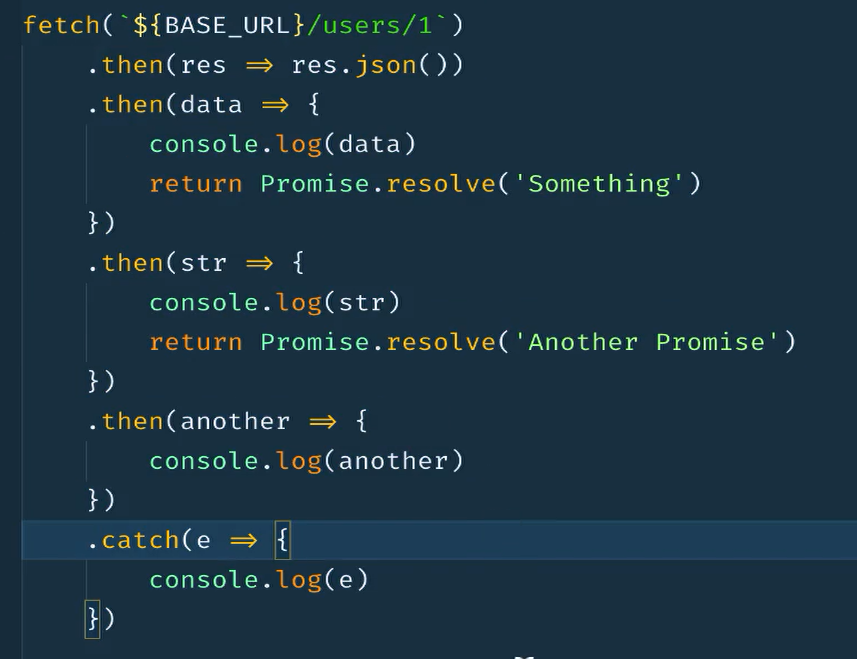 fetch(`${BASE_URL}/users/1`)
    .then(res => res.json())
    .then(data => {
        console.log(data)
        return Promise.resolve('Something')
    })
    .then(str => {
        console.log(str)
        return Promise.resolve('Another Promise')
    })
    .then(another => {
        console.log(another)
    })
    .catch(e => {
        console.log(e)
    })